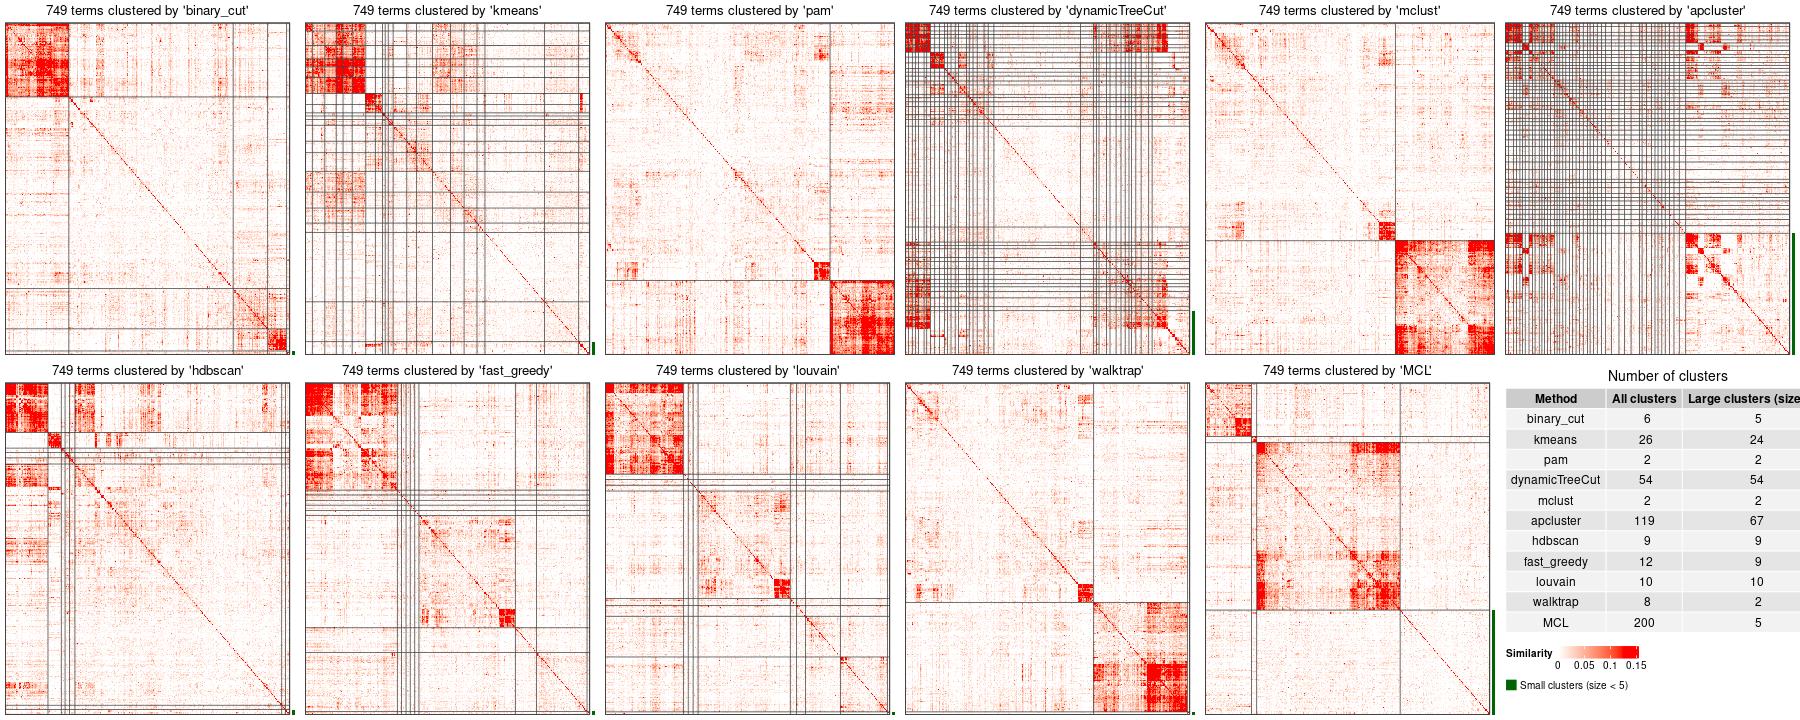 749 terms clustered by 'binary_cut'
749 terms clustered by 'kmeans'
749 terms clustered by 'pam'
749 terms clustered by 'dynamicTreeCut'
749 terms clustered by 'mclust'
749 terms clustered by 'apcluster'
749 terms clustered by 'hdbscan'
749 terms clustered by 'fast_greedy'
749 terms clustered by 'louvain'
749 terms clustered by 'walktrap'
749 terms clustered by 'MCL'
Number of clusters
Method All clusters Large clusters (size
binary_cut 6 5
kmeans 26 24
pam 2 2
dynamicTreeCut 54 54
mclust 2 2
apcluster 119 67
hdbscan 9 9
fast_greedy 12 9
louvain 10 10
walktrap 8 2
MCL 200 5
Similarity
0 0.05 0.1 0.15
Small clusters (size < 5)